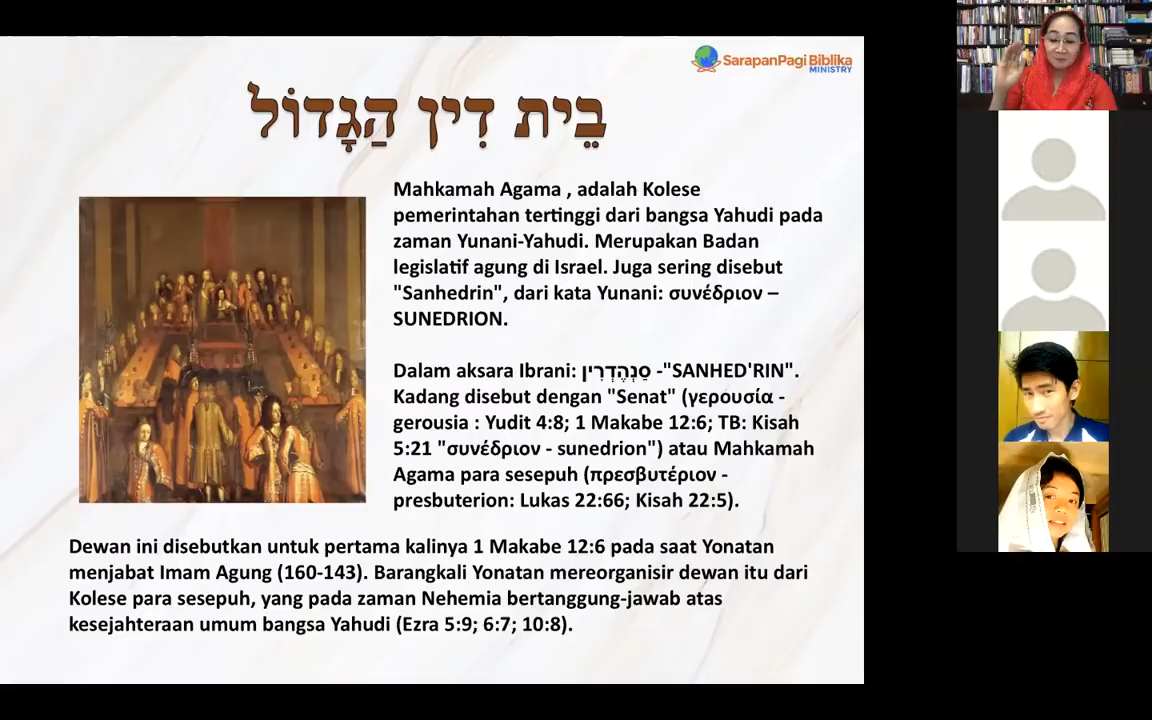 SarapanPagi Biblika
MINISTRY
בֵּית דִּין הַגָּדוֹל
Mahkamah Agama , adalah Kolese
pemerintahan tertinggi dari bangsa Yahudi pada
zaman Yunani-Yahudi. Merupakan Badan
legislatif agung di Israel. Juga sering disebut
"Sanhedrin", dari kata Yunani: συνέδριον –
SUNEDRION.
Dalam aksara Ibrani: סַנְהֶדְרִין -"SANHED'RIN".
Kadang disebut dengan "Senat" (γερουσία -
gerousia : Yudit 4:8; 1 Makabe 12:6; TB: Kisah
5:21 "συνέδριον - sunedrion") atau Mahkamah
Agama para sesepuh (πρεσβυτέριον -
presbuterion: Lukas 22:66; Kisah 22:5).
Dewan ini disebutkan untuk pertama kalinya 1 Makabe 12:6 pada saat Yonatan
menjabat Imam Agung (160-143). Barangkali Yonatan mereorganisir dewan itu dari
Kolese para sesepuh, yang pada zaman Nehemia bertanggung-jawab atas
kesejahteraan umum bangsa Yahudi (Ezra 5:9; 6:7; 10:8).